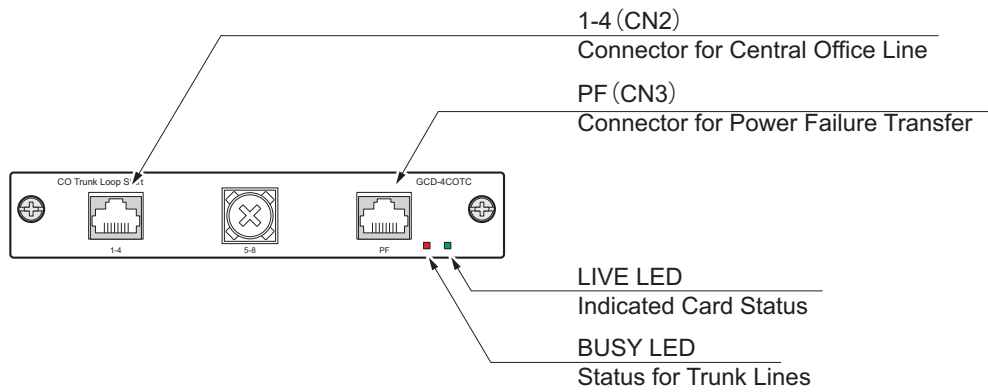 1-4(CN2)
Connector for Central Office Line
PF(CN3)
Connector for Power Failure Transfer
CO Trunk Loop
GCD-4COTC
1-4
5-8
PF
LIVE LED
Indicated Card Status
BUSY LED
Status for Trunk Lines